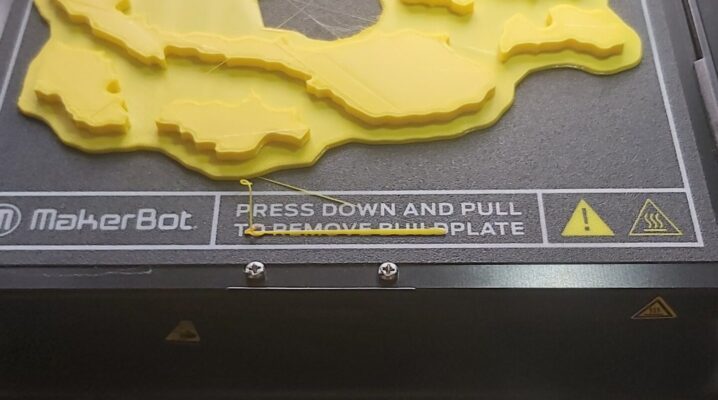 MakerBot
PRESS DOWN AND PULL
TO REMOVE BUILDPLATE